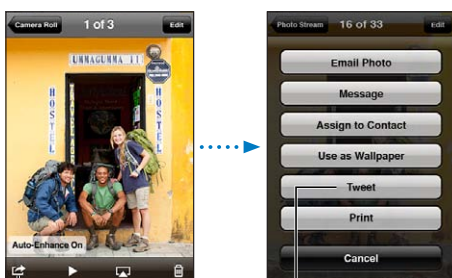 Camera Roll 1 of 3 Edit
UMMAGUMMA III
HOSTEL
HOSTEL
Auto-Enhance On
Photo Stream 16 of 33 Edit
Email Photo
Message
Assign to Contact
Use as Wallpaper
Tweet
Print
Cancel